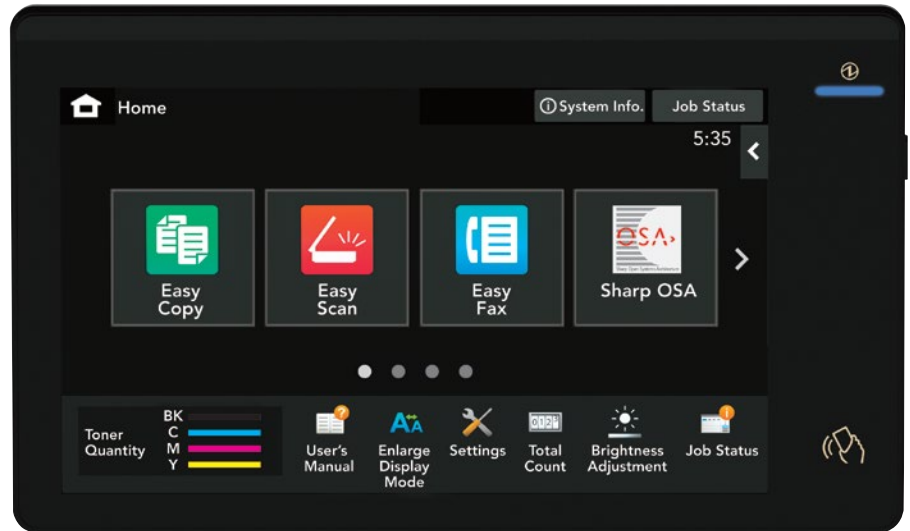 Home
System Info.
Job Status
5:35
Easy
Copy
Easy
Scan
Easy
Fax
OSA
Sharp OSA
Toner
Quantity
BK
C
M
Y
User's
Manual
Enlarge
Display
Mode
Settings
Total
Count
Brightness
Adjustment
Job Status